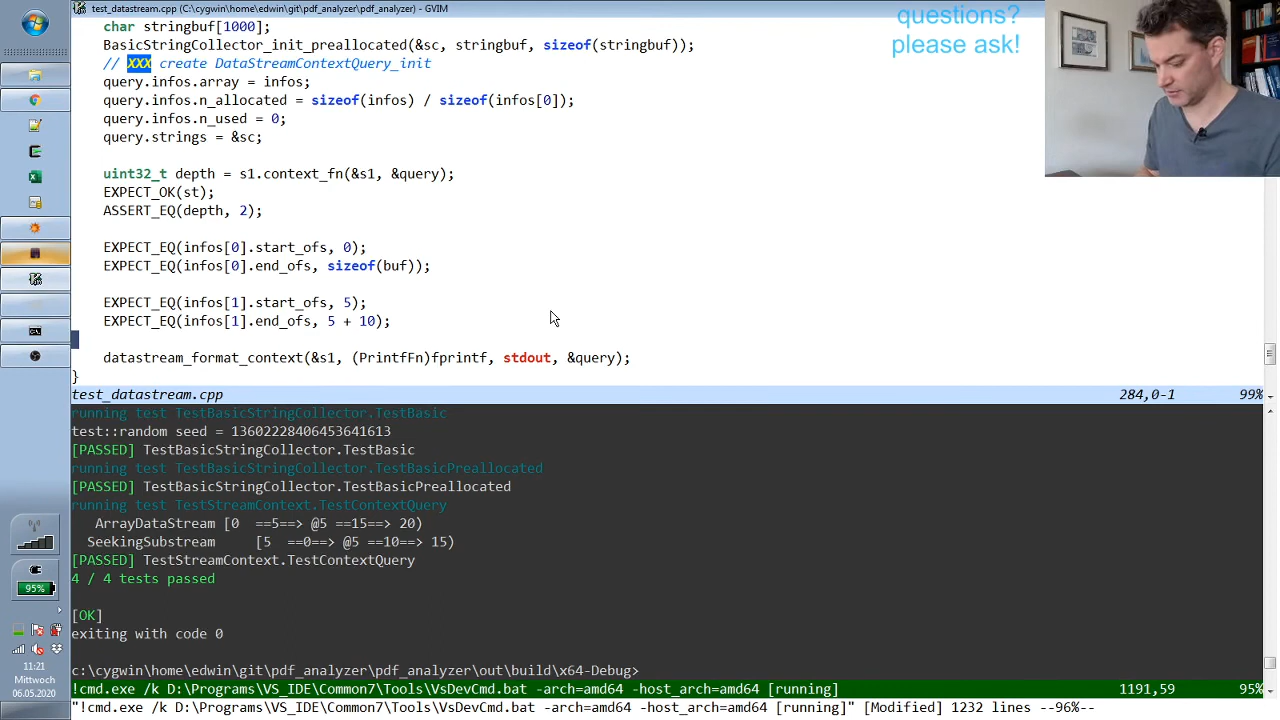 test_datastream.cpp (C:\cygwin\home\edwin\git\pdf_analyzer\pdf_analyzer) - GVIM
questions?
please ask!
char stringbuf[1000];
BasicStringCollector_init_preallocated(&sc, stringbuf, sizeof(stringbuf));
// XXX create DataStreamContextQuery_init
query.infos.array = infos;
query.infos.n_allocated = sizeof(infos) / sizeof(infos[0]);
query.infos.n_used = 0;
query.strings = &sc;
uint32_t depth = s1.context_fn(&s1, &query);
EXPECT_OK(st);
ASSERT_EQ(depth, 2);
EXPECT_EQ(infos[0].start_ofs, 0);
EXPECT_EQ(infos[0].end_ofs, sizeof(buf));
EXPECT_EQ(infos[1].start_ofs, 5);
EXPECT_EQ(infos[1].end_ofs, 5 + 10);
datastream_format_context(&s1, (PrintfFn)fprintf, stdout, &query);
}
test_datastream.cpp 284,0-1 99%
running test TestBasicStringCollector.TestBasic
test::random seed = 13602228406453641613
[PASSED] TestBasicStringCollector.TestBasic
running test TestBasicStringCollector.TestBasicPreallocated
[PASSED] TestBasicStringCollector.TestBasicPreallocated
running test TestStreamContext.TestContextQuery
ArrayDataStream [0 ==5==> @5 ==15==> 20)
SeekingSubstream [5 ==0==> @5 ==10==> 15)
[PASSED] TestStreamContext.TestContextQuery
4 / 4 tests passed
[OK]
exiting with code 0
c:\cygwin\home\edwin\git\pdf_analyzer\pdf_analyzer\out\build\x64-Debug>
!cmd.exe /k D:\Programs\VS_IDE\Common7\Tools\VsDevCmd.bat -arch=amd64 -host_arch=amd64 [running] 1191,59 95%
"!cmd.exe /k D:\Programs\VS_IDE\Common7\Tools\VsDevCmd.bat -arch=amd64 -host_arch=amd64 [running]" [Modified] 1232 lines --96%--
95%
11:21
Mittwoch
06.05.2020